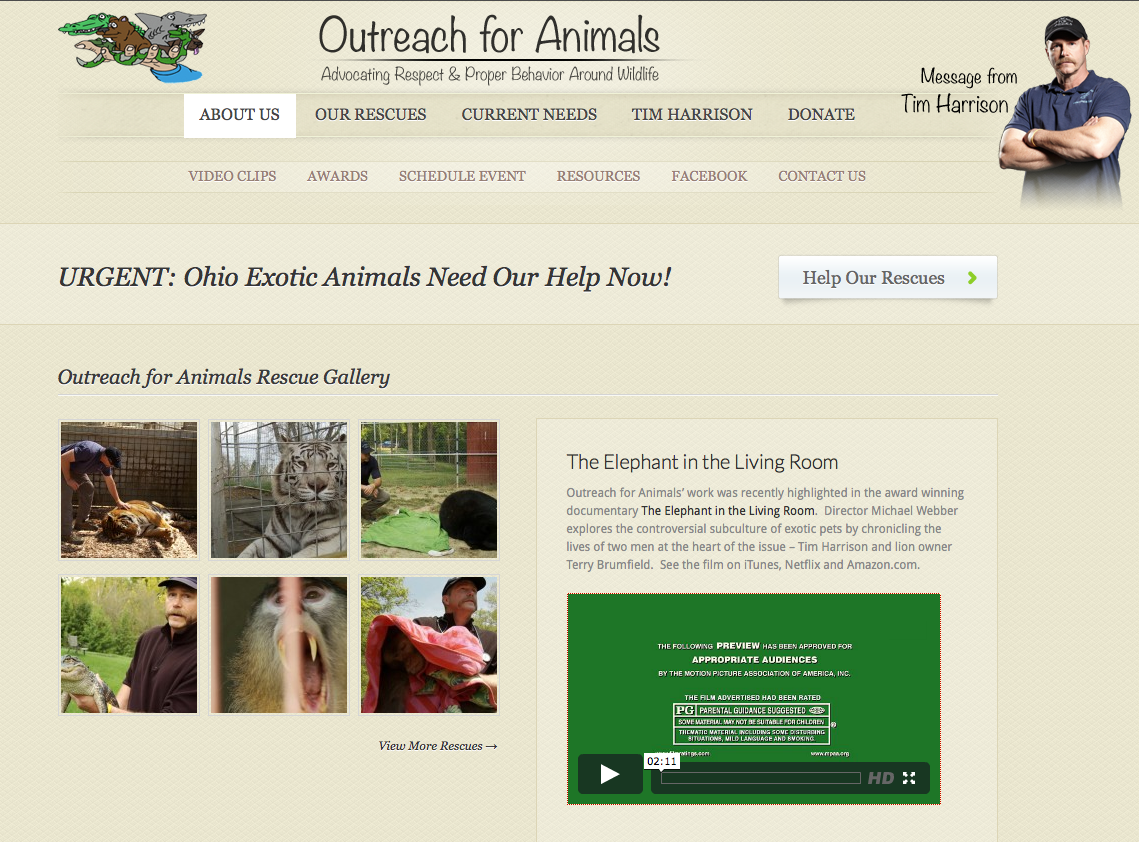 Outreach for Animals
Advocating Respect & Proper Behavior Around Wildlife
Message from
Tim Harrison
ABOUT US OUR RESCUES CURRENT NEEDS TIM HARRISON DONATE
VIDEO CLIPS AWARDS SCHEDULE EVENT RESOURCES FACEBOOK CONTACT US
URGENT: Ohio Exotic Animals Need Our Help Now!
Help Our Rescues
Outreach for Animals Rescue Gallery
View More Rescues →
The Elephant in the Living Room
Outreach for Animals' work was recently highlighted in the award winning
documentary The Elephant in the Living Room. Director Michael Webber
explores the controversial subculture of exotic pets by chronicling the
lives of two men at the heart of the issue – Tim Harrison and lion owner
Terry Brumfield. See the film on iTunes, Netflix and Amazon.com.
THE FOLLOWING PREVIEW HAS BEEN APPROVED FOR
APPROPRIATE AUDIENCES
BY THE MOTION PICTURE ASSOCIATION OF AMERICA, INC.
THE FILM ADVERTISED HAD BEEN RATED
PG PARENTAL GUIDANCE SUGGESTED
SOME MATERIAL MAY NOT BE SUITABLE FOR CHILDREN ®
THEMATIC MATERIAL INCLUDING SOME DISTURBING
SITUATIONS, MILD LANGUAGE AND SMOKING
www.mpaa.org
02:11
HD